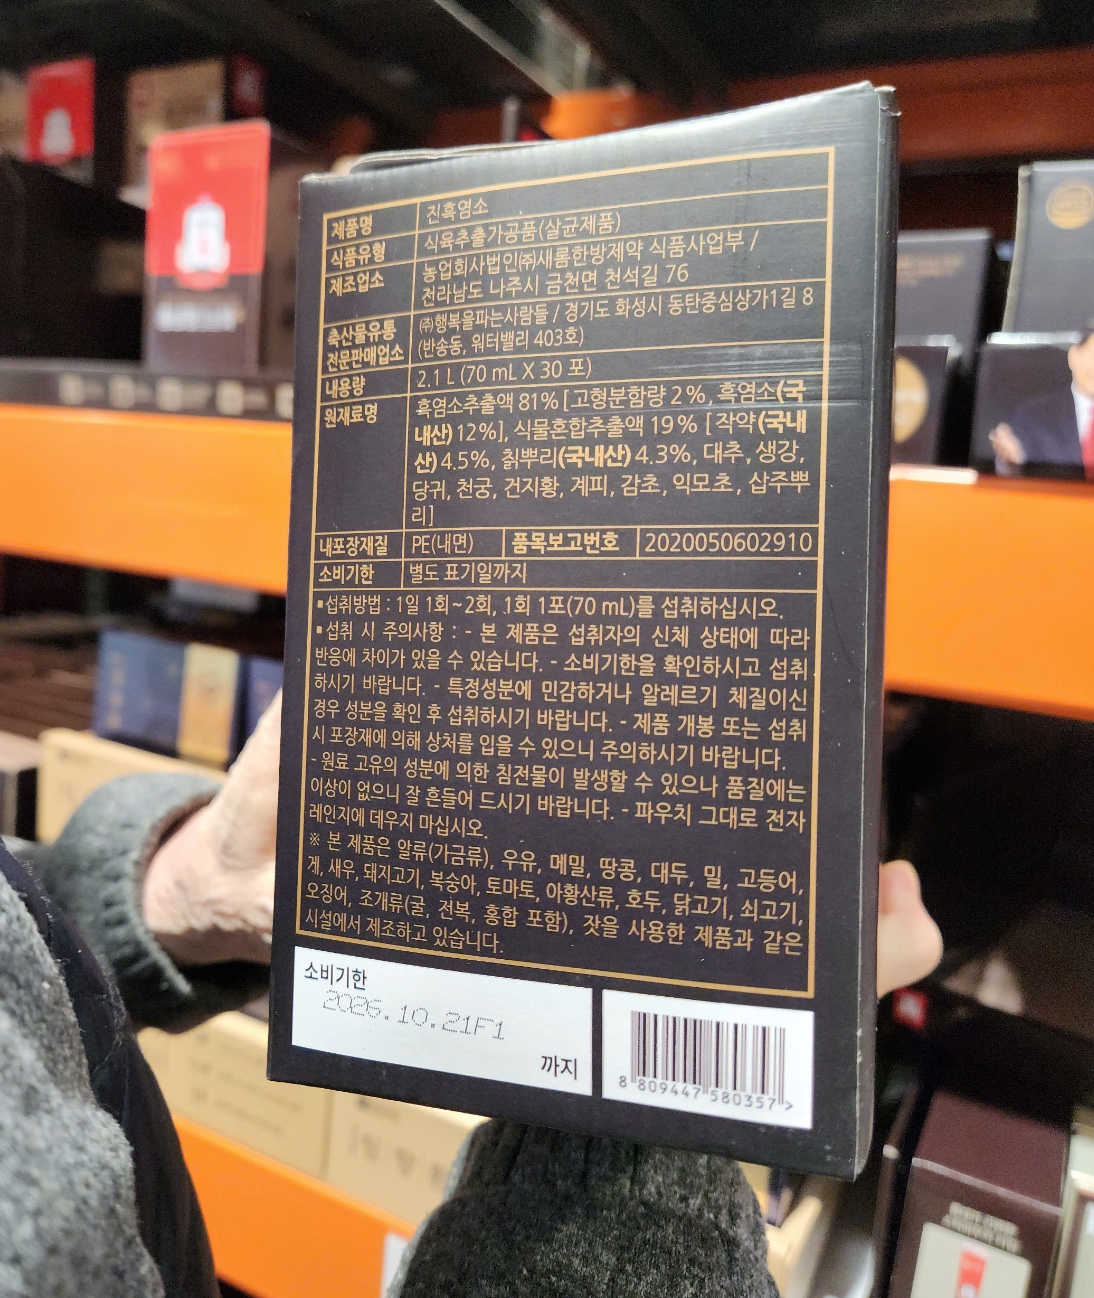 제품명 진흑염소
식품유형 식육추출가공품(살균제품)
제조업소 농업회사법인㈜새롬한방제약 식품사업부 /
전라남도 나주시 금천면 천석길 76
축산물유통
전문판매업소
㈜행복을파는사람들 / 경기도 화성시 동탄중심상가1길 8
(반송동, 워터밸리 403호)
내용량 2.1 L (70 mL X 30 포)
원재료명 흑염소추출액 81% [고형분함량 2%, 흑염소(국
내산) 12%], 식물혼합추출액 19% [작약(국내
산) 4.5%, 칡뿌리(국내산) 4.3%, 대추, 생강,
당귀, 천궁, 건지황, 계피, 감초, 익모초, 삽주뿌
리]
내포장재질 PE(내면) 품목보고번호 2020050602910
소비기한 별도 표기일까지
▪섭취방법 : 1일 1회~2회, 1회 1포(70 mL)를 섭취하십시오.
▪섭취 시 주의사항 : - 본 제품은 섭취자의 신체 상태에 따라
반응에 차이가 있을 수 있습니다. - 소비기한을 확인하시고 섭취
하시기 바랍니다. - 특정성분에 민감하거나 알레르기 체질이신
경우 성분을 확인 후 섭취하시기 바랍니다. - 제품 개봉 또는 섭취
시 포장재에 의해 상처를 입을 수 있으니 주의하시기 바랍니다.
- 원료 고유의 성분에 의한 침전물이 발생할 수 있으나 품질에는
이상이 없으니 잘 흔들어 드시기 바랍니다. - 파우치 그대로 전자
레인지에 데우지 마십시오.
※ 본 제품은 알류(가금류), 우유, 메밀, 땅콩, 대두, 밀, 고등어,
게, 새우, 돼지고기, 복숭아, 토마토, 아황산류, 호두, 닭고기, 쇠고기,
오징어, 조개류(굴, 전복, 홍합 포함), 잣을 사용한 제품과 같은
시설에서 제조하고 있습니다.
소비기한
2026.10.21F1
까지
8 809447 580357 >